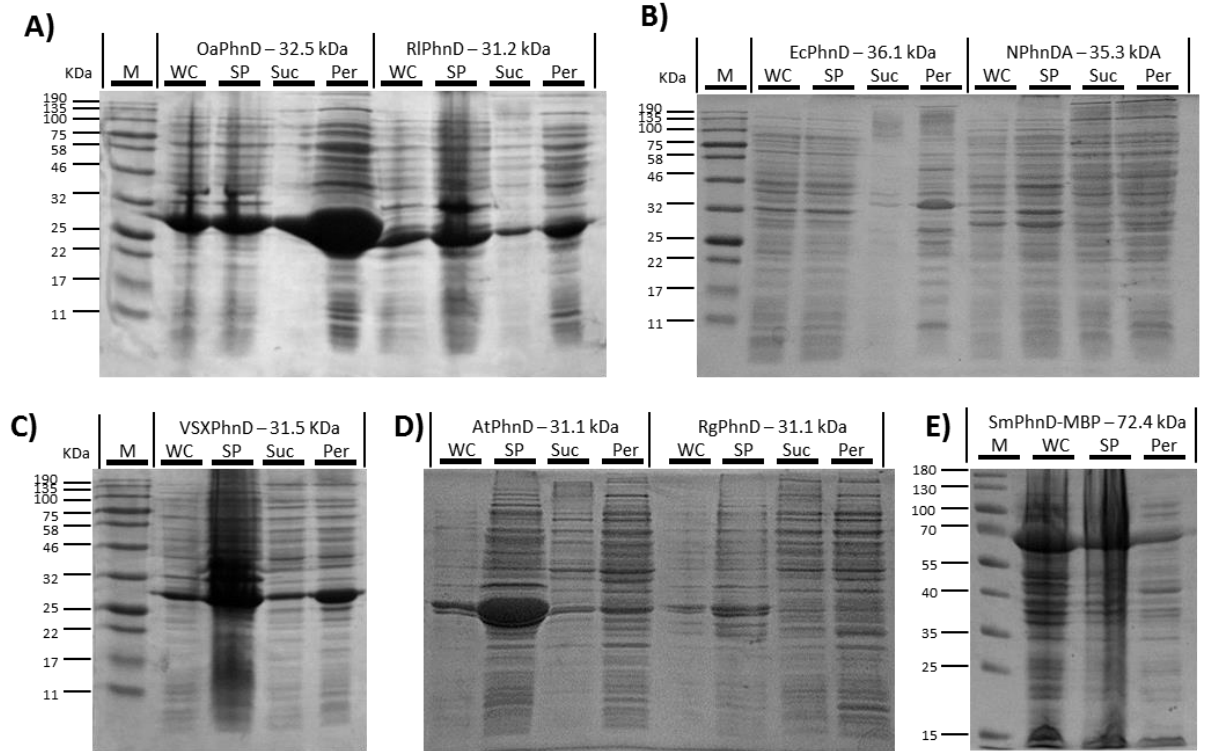 A)
OaPhnD – 32.5 kDa RlPhnD – 31.2 kDa
KDa M WC SP Suc Per WC SP Suc Per
190
135
100
75
58
46
32
25
22
17
11
B)
EcPhnD – 36.1 kDa NPhnDA – 35.3 kDA
KDa M WC SP Suc Per WC SP Suc Per
190
135
100
75
58
46
32
25
22
17
11
C)
VSXPhnD – 31.5 KDa
KDa M WC SP Suc Per
190
135
100
75
58
46
32
25
22
17
11
D)
AtPhnD – 31.1 kDa RgPhnD – 31.1 kDa
WC SP Suc Per WC SP Suc Per
E)
SmPhnD-MBP – 72.4 kDa
M WC SP Per
180
130
100
70
55
40
35
25
15